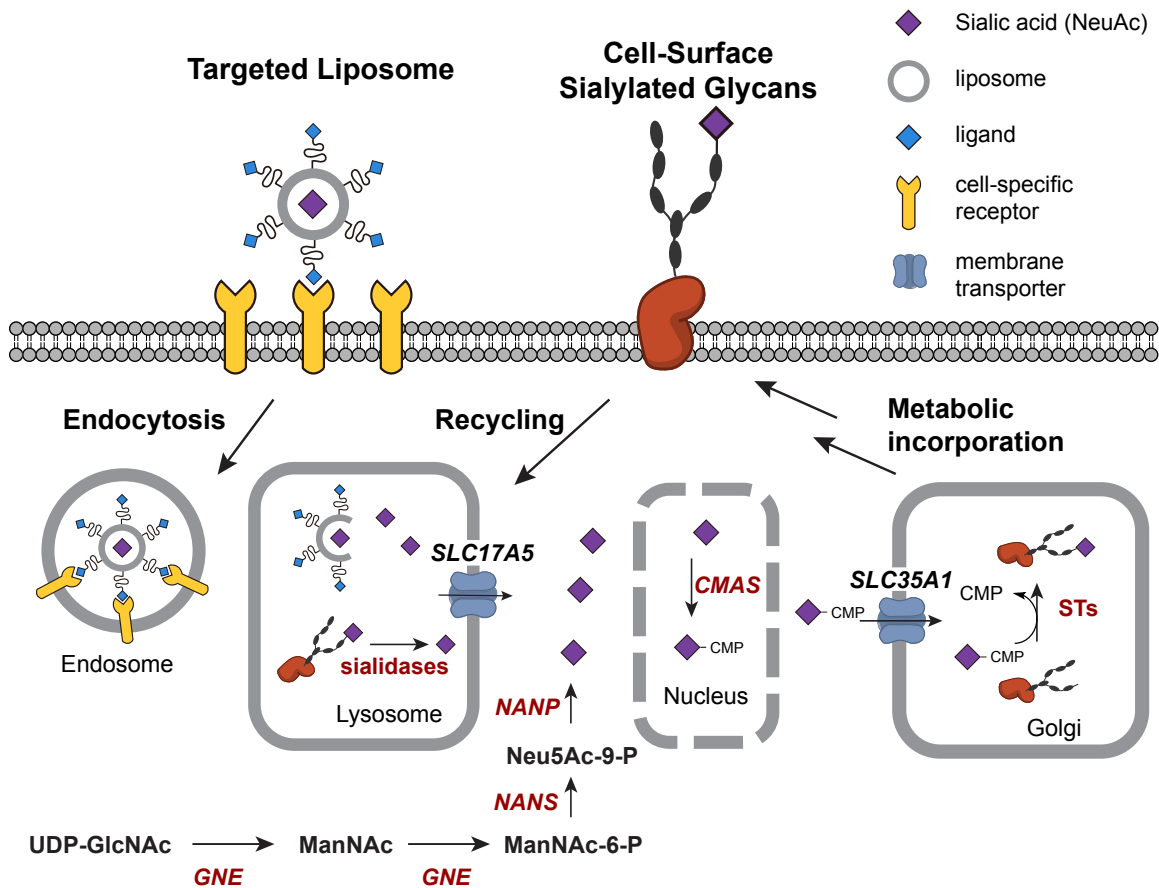 Targeted Liposome
Cell-Surface
Sialylated Glycans
Sialic acid (NeuAc)
liposome
ligand
cell-specific
receptor
membrane
transporter
Endocytosis
Recycling
Metabolic
incorporation
Endosome
SLC17A5
sialidases
Lysosome
CMAS
CMP
Nucleus
CMP
SLC35A1
CMP
STs
CMP
Golgi
NANP
Neu5Ac-9-P
NANS
UDP-GlcNAc
GNE
ManNAc
GNE
ManNAc-6-P